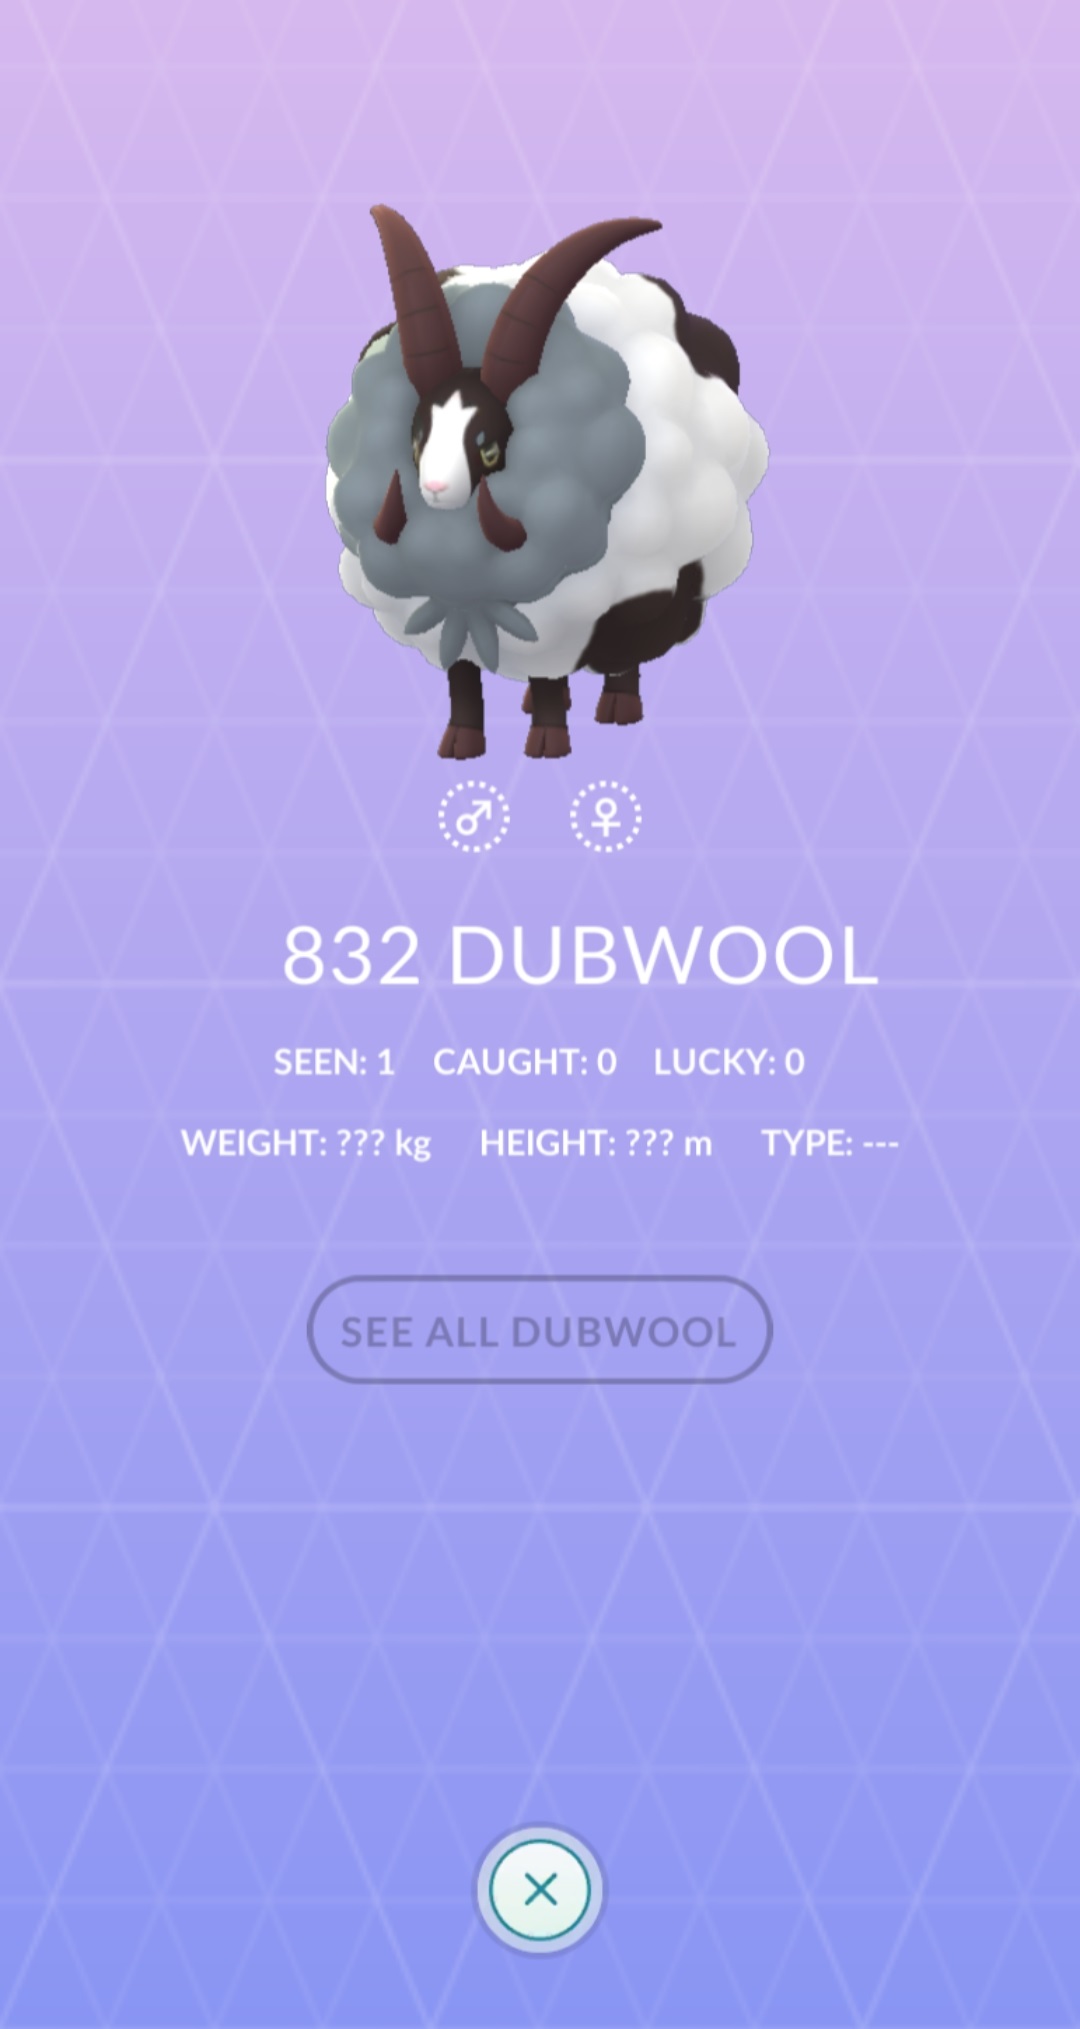 832 DUBWOOL
SEEN: 1 CAUGHT: 0 LUCKY: 0
WEIGHT: ??? kg HEIGHT: ??? m TYPE: ---
SEE ALL DUBWOOL